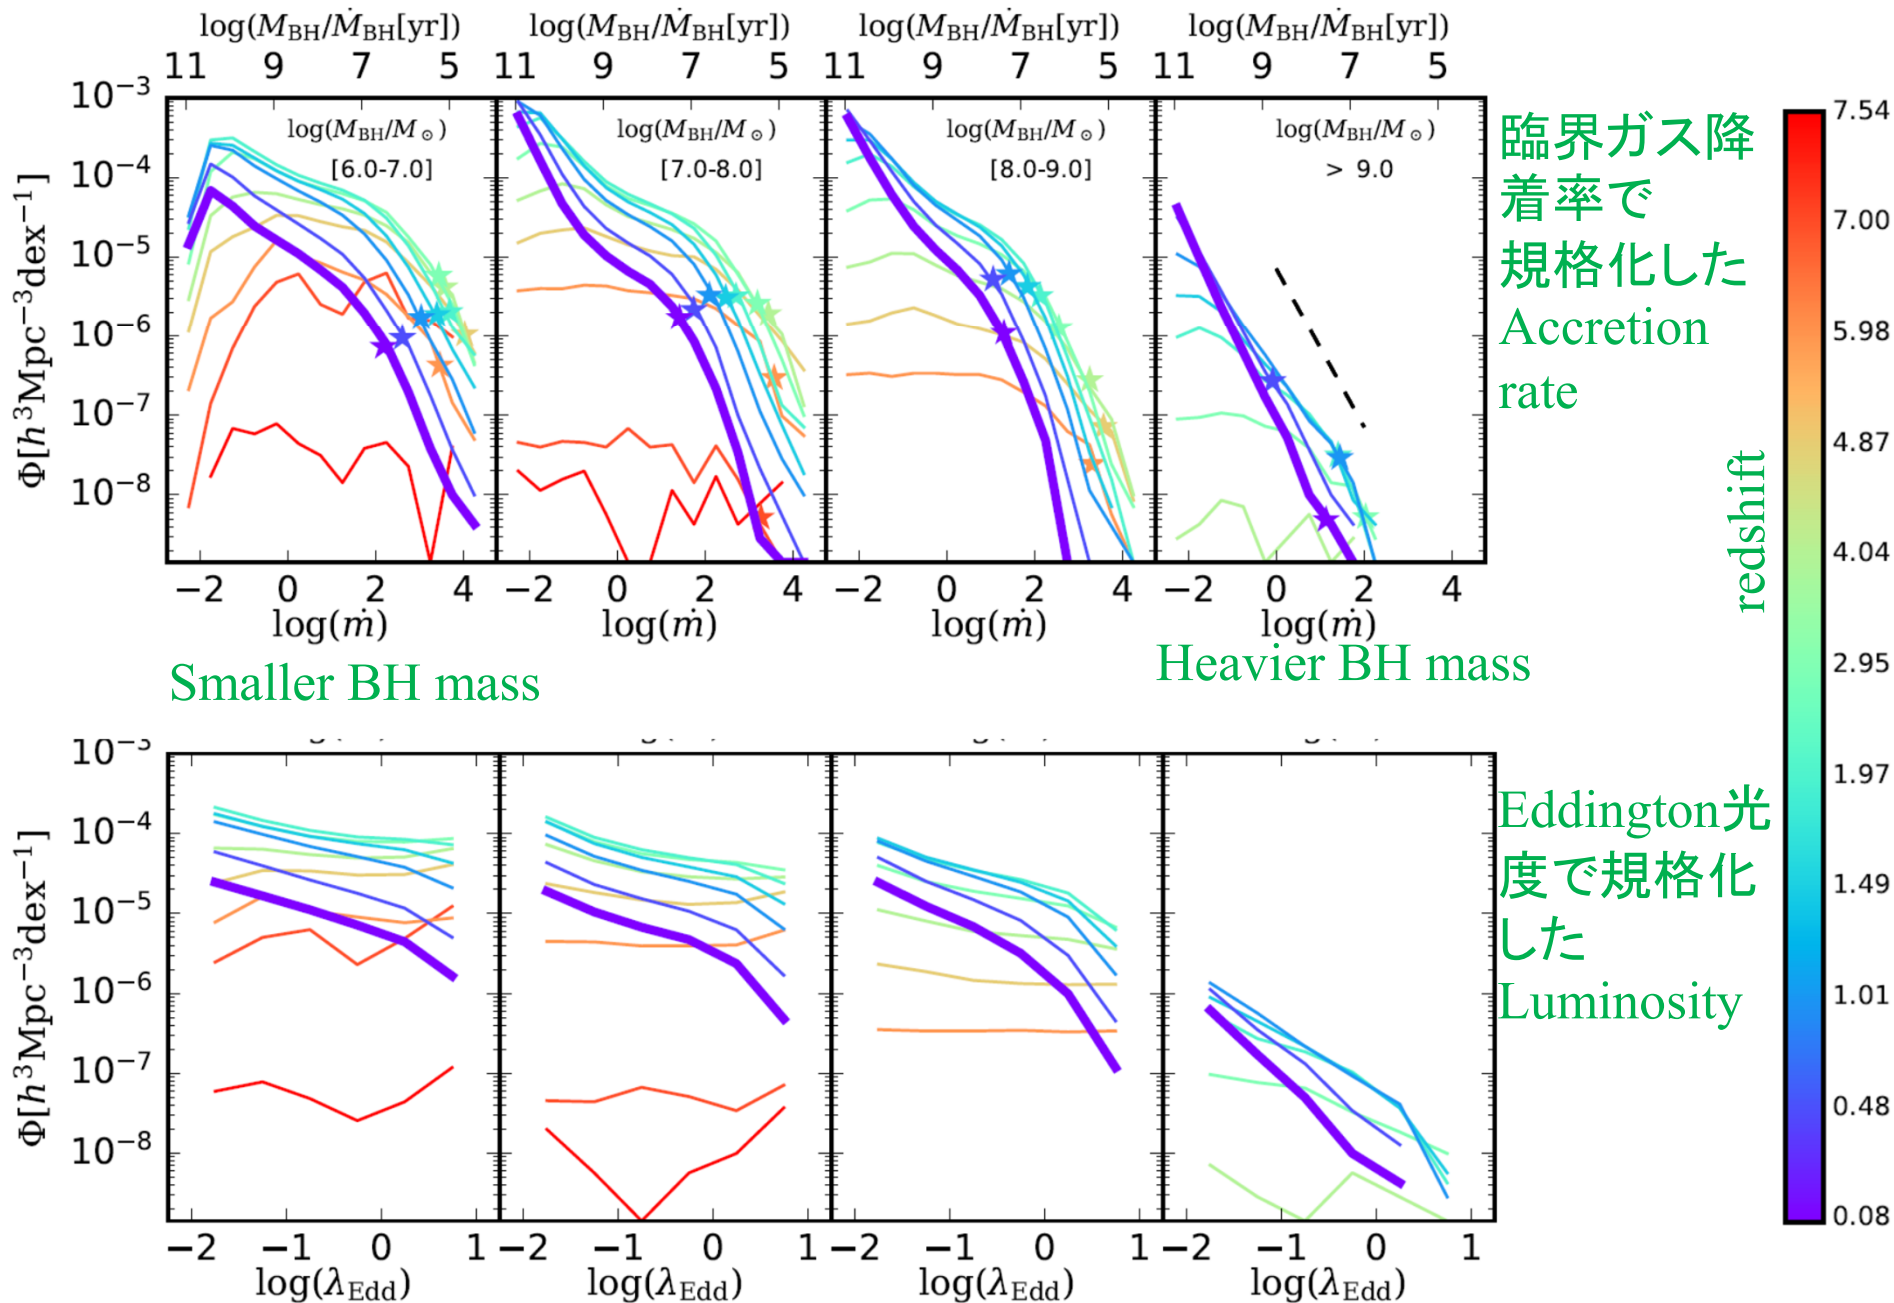 log(M_BH/Ṁ_BH[yr]) log(M_BH/Ṁ_BH[yr]) log(M_BH/Ṁ_BH[yr]) log(M_BH/Ṁ_BH[yr])
11 9 7 5 11 9 7 5 11 9 7 5 11 9 7 5
10⁻³
10⁻⁴
10⁻⁵
10⁻⁶
10⁻⁷
10⁻⁸
Φ[h³Mpc⁻³dex⁻¹]
log(M_BH/M_⊙)
[6.0-7.0]
log(M_BH/M_⊙)
[7.0-8.0]
log(M_BH/M_⊙)
[8.0-9.0]
log(M_BH/M_⊙)
> 9.0
−2 0 2 4 −2 0 2 4 −2 0 2 4 −2 0 2 4
log(ṁ) log(ṁ) log(ṁ) log(ṁ)
臨界ガス降
着率で
規格化した
Accretion
rate
Smaller BH mass
Heavier BH mass
10⁻³
10⁻⁴
10⁻⁵
10⁻⁶
10⁻⁷
10⁻⁸
Φ[h³Mpc⁻³dex⁻¹]
−2 −1 0 1 −2 −1 0 1 −2 −1 0 1 −2 −1 0 1
log(λ_Edd) log(λ_Edd) log(λ_Edd) log(λ_Edd)
Eddington光
度で規格化
した
Luminosity
redshift
7.54
7.00
5.98
4.87
4.04
2.95
1.97
1.49
1.01
0.48
0.08